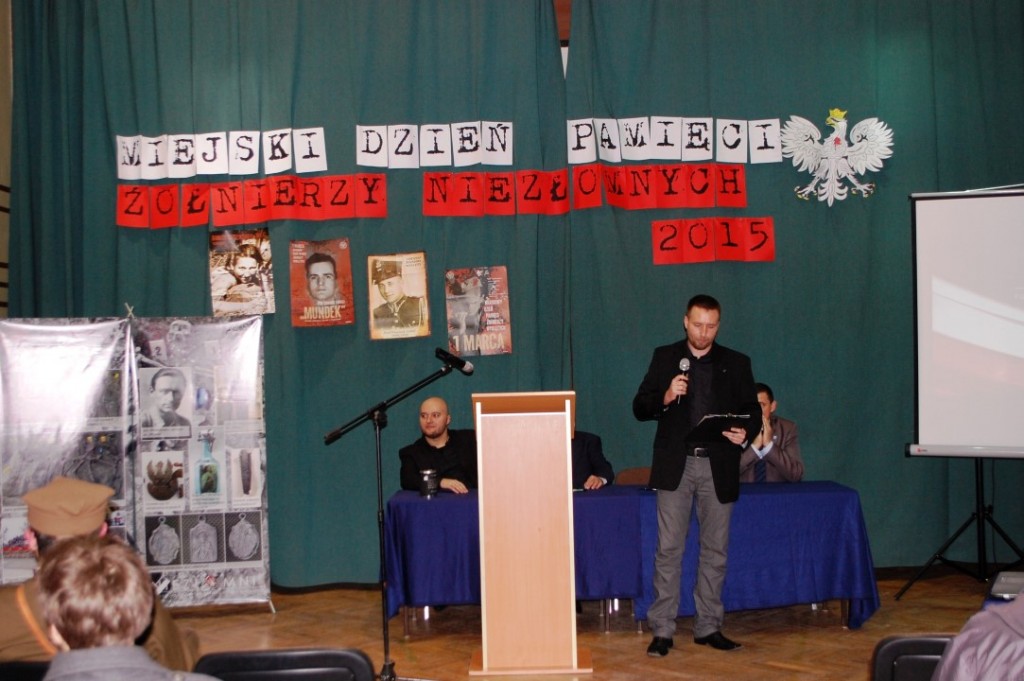 MIEJSKI DZIEŃ PAMIĘCI
ŻOŁNIERZY NIEZŁOMNYCH
2015
MUNDEK
1 MARCA